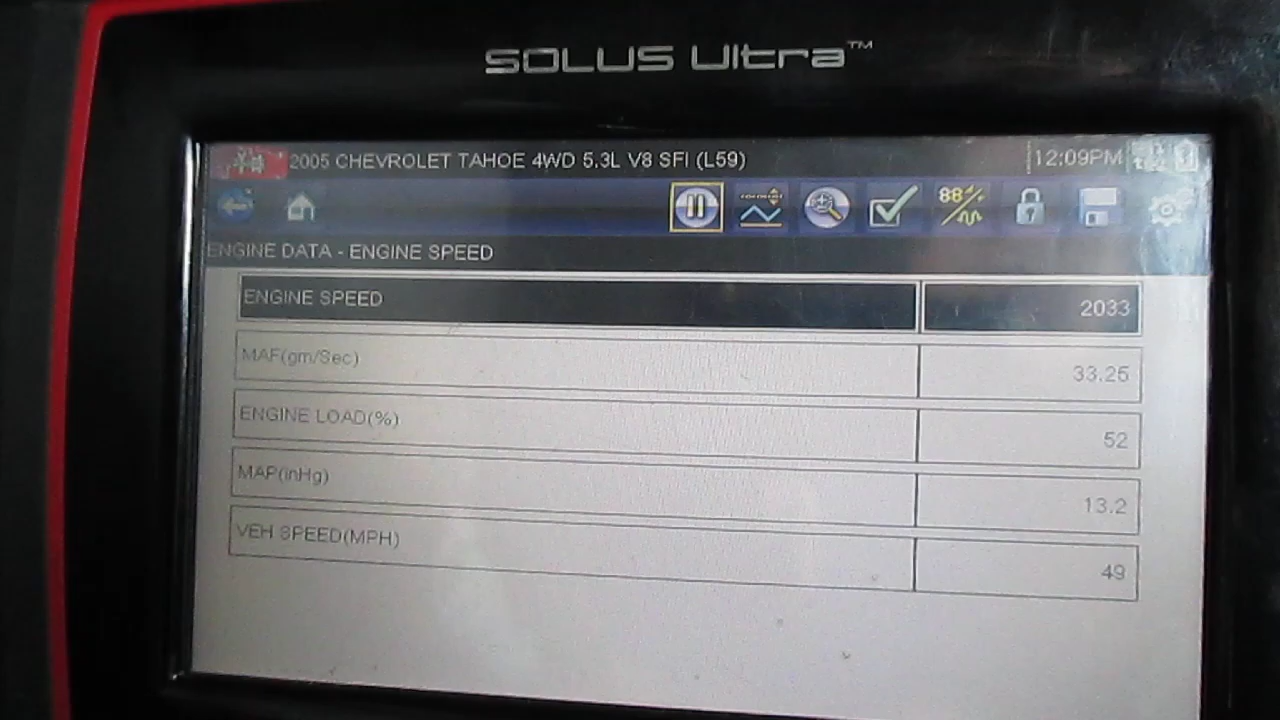 SOLUS Ultra™
2005 CHEVROLET TAHOE 4WD 5.3L V8 SFI (L59) 12:09PM
88
ENGINE DATA - ENGINE SPEED
ENGINE SPEED 2033
MAF(gm/Sec) 33.25
ENGINE LOAD(%) 52
MAP(inHg) 13.2
VEH SPEED(MPH) 49